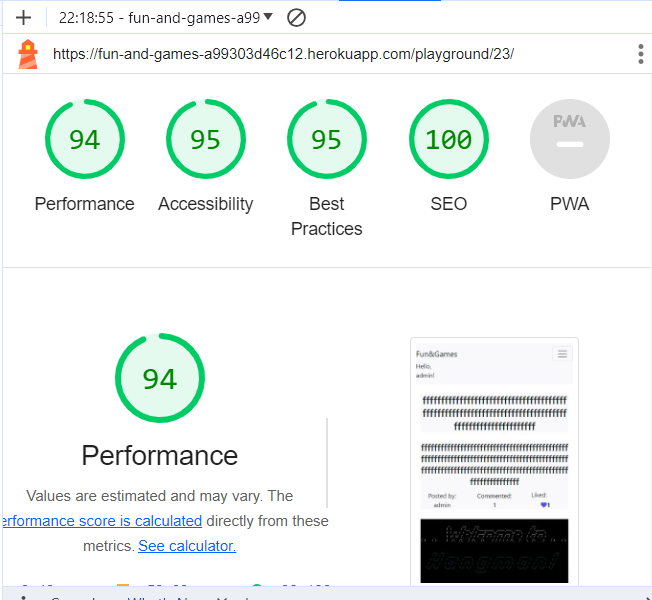 22:18:55 - fun-and-games-a99
https://fun-and-games-a99303d46c12.herokuapp.com/playground/23/
94 95 95 100 PWA
Performance Accessibility Best Practices SEO PWA
94
Performance
Values are estimated and may vary. The
erformance score is calculated directly from these
metrics. See calculator.
Fun&Games
Hello,
admin!
Posted by: Commented: Liked:
admin 1 1
.. Welcome to
Hangman!